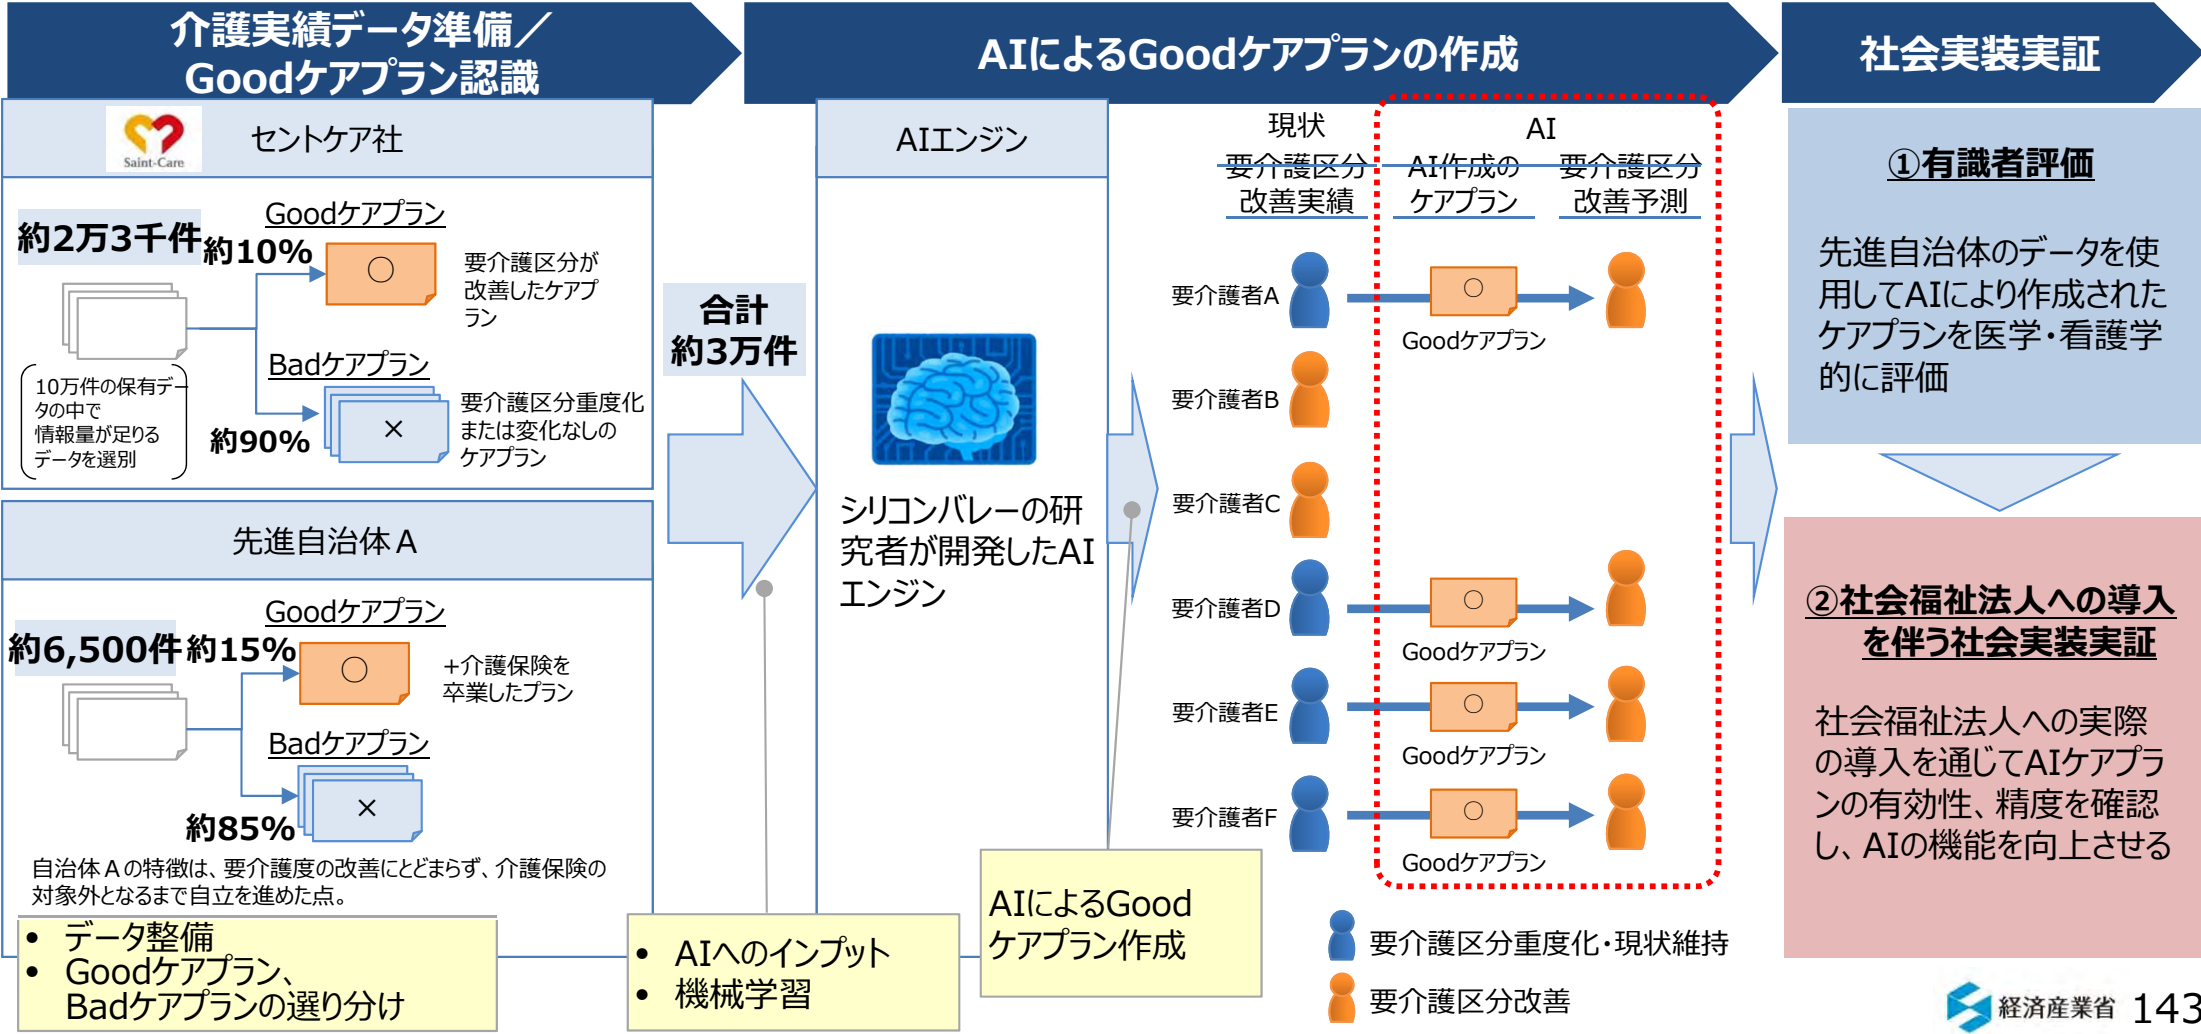 介護実績データ準備／
Goodケアプラン認識
AIによるGoodケアプランの作成
社会実装実証
Saint-Care
セントケア社
約2万3千件
約10%
Goodケアプラン
○
要介護区分が
改善したケアプ
ラン
10万件の保有デー
タの中で
情報量が足りる
データを選別
Badケアプラン
約90%
×
要介護区分重度化
または変化なしの
ケアプラン
先進自治体A
約6,500件
約15%
Goodケアプラン
○
+介護保険を
卒業したプラン
Badケアプラン
約85%
×
自治体Aの特徴は、要介護度の改善にとどまらず、介護保険の
対象外となるまで自立を進めた点。
• データ整備
• Goodケアプラン、
Badケアプランの選り分け
合計
約3万件
• AIへのインプット
• 機械学習
AIエンジン
シリコンバレーの研
究者が開発したAI
エンジン
AIによるGood
ケアプラン作成
現状
AI
要介護区分
改善実績
AI作成の
ケアプラン
要介護区分
改善予測
要介護者A
○
Goodケアプラン
要介護者B
要介護者C
要介護者D
○
Goodケアプラン
要介護者E
○
Goodケアプラン
要介護者F
○
Goodケアプラン
要介護区分重度化・現状維持
要介護区分改善
①有識者評価
先進自治体のデータを使
用してAIにより作成された
ケアプランを医学・看護学
的に評価
②社会福祉法人への導入
を伴う社会実装実証
社会福祉法人への実際
の導入を通じてAIケアプラ
ンの有効性、精度を確認
し、AIの機能を向上させる
経済産業省
143